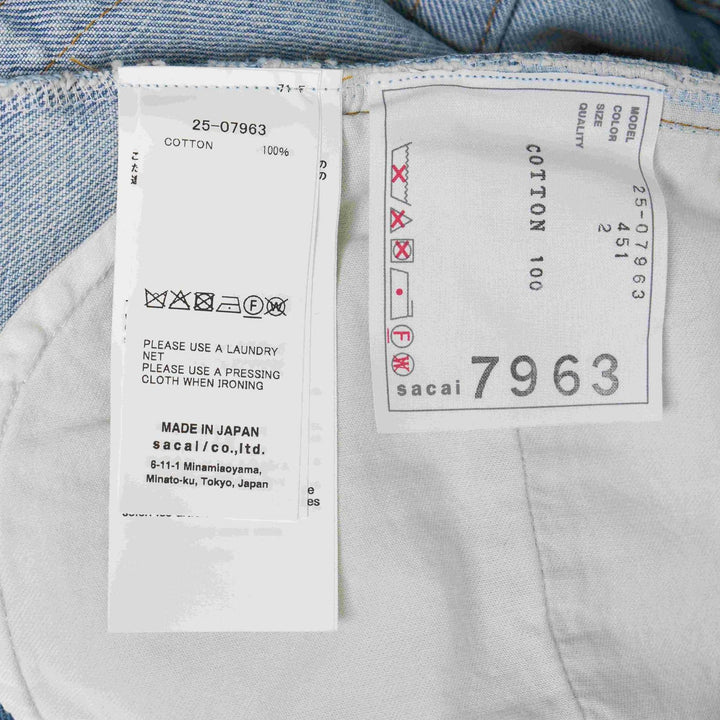 25-07963
COTTON 100%
PLEASE USE A LAUNDRY
NET
PLEASE USE A PRESSING
CLOTH WHEN IRONING
MADE IN JAPAN
sacai/co.,ltd.
6-11-1 Minamiaoyama,
Minato-ku, Tokyo, Japan
MODEL 25-07963
COLOR 451
SIZE 2
QUALITY
COTTON 100
F
W
sacai 7963